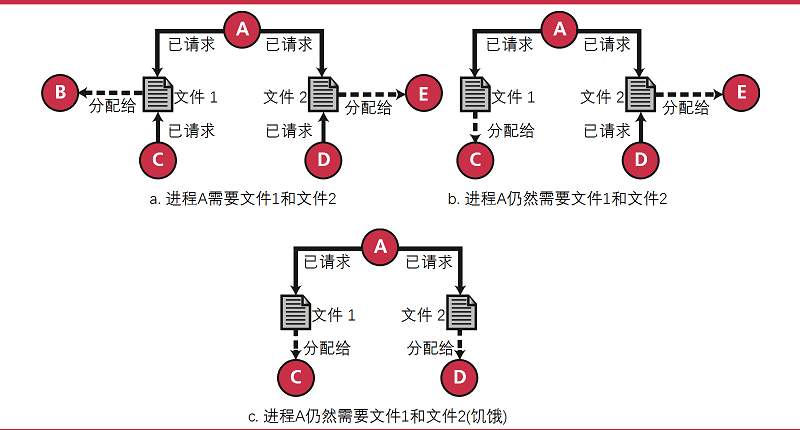 A
已请求 已请求
B 文件 1 文件 2 E
分配给 分配给
已请求 已请求
C D
a. 进程A需要文件1和文件2
A
已请求 已请求
文件 1 文件 2 E
分配给
分配给 已请求
C D
b. 进程A仍然需要文件1和文件2
A
已请求 已请求
文件 1 文件 2
分配给 分配给
C D
c. 进程A仍然需要文件1和文件2(饥饿)